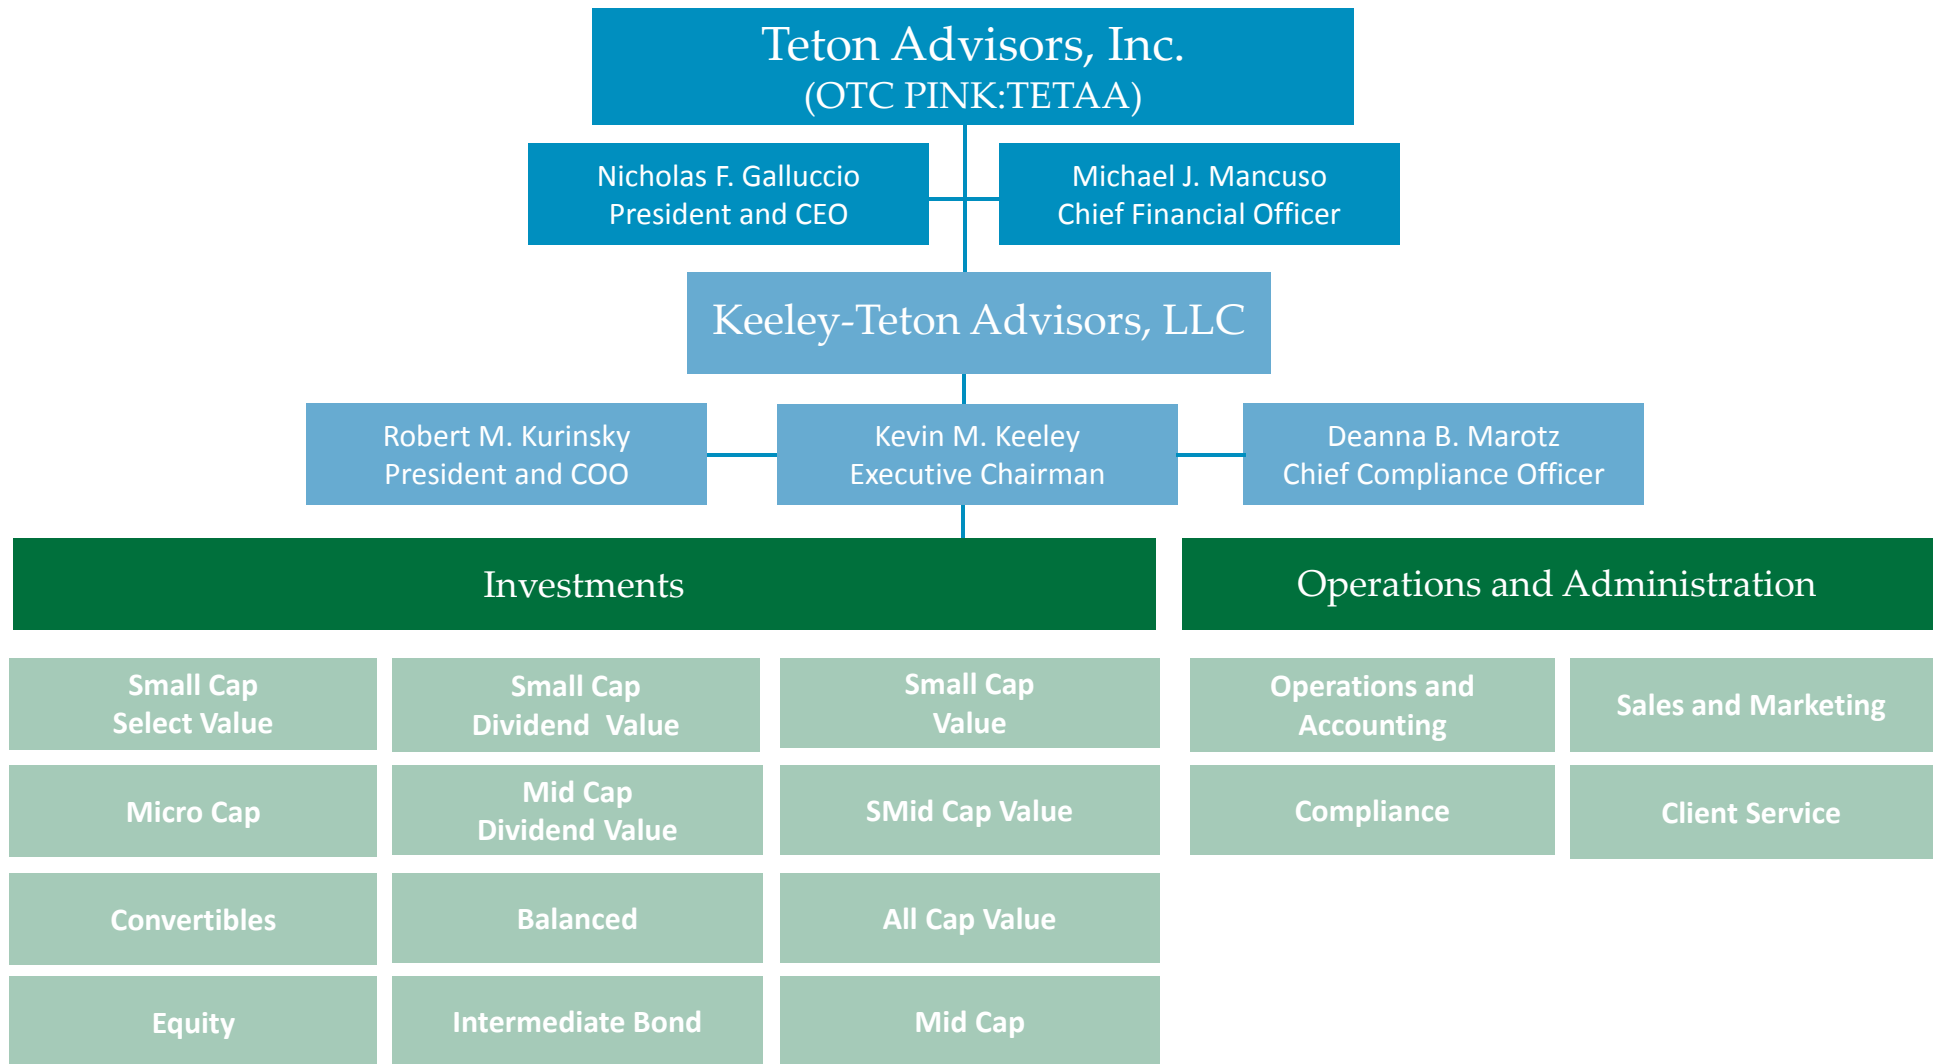 Teton Advisors, Inc.
(OTC PINK:TETAA)
Nicholas F. Galluccio
President and CEO
Michael J. Mancuso
Chief Financial Officer
Keeley-Teton Advisors, LLC
Robert M. Kurinsky
President and COO
Kevin M. Keeley
Executive Chairman
Deanna B. Marotz
Chief Compliance Officer
Investments
Operations and Administration
Small Cap
Select Value
Small Cap
Dividend  Value
Small Cap
Value
Operations and
Accounting
Sales and Marketing
Micro Cap
Mid Cap
Dividend Value
SMid Cap Value
Compliance
Client Service
Convertibles
Balanced
All Cap Value
Equity
Intermediate Bond
Mid Cap